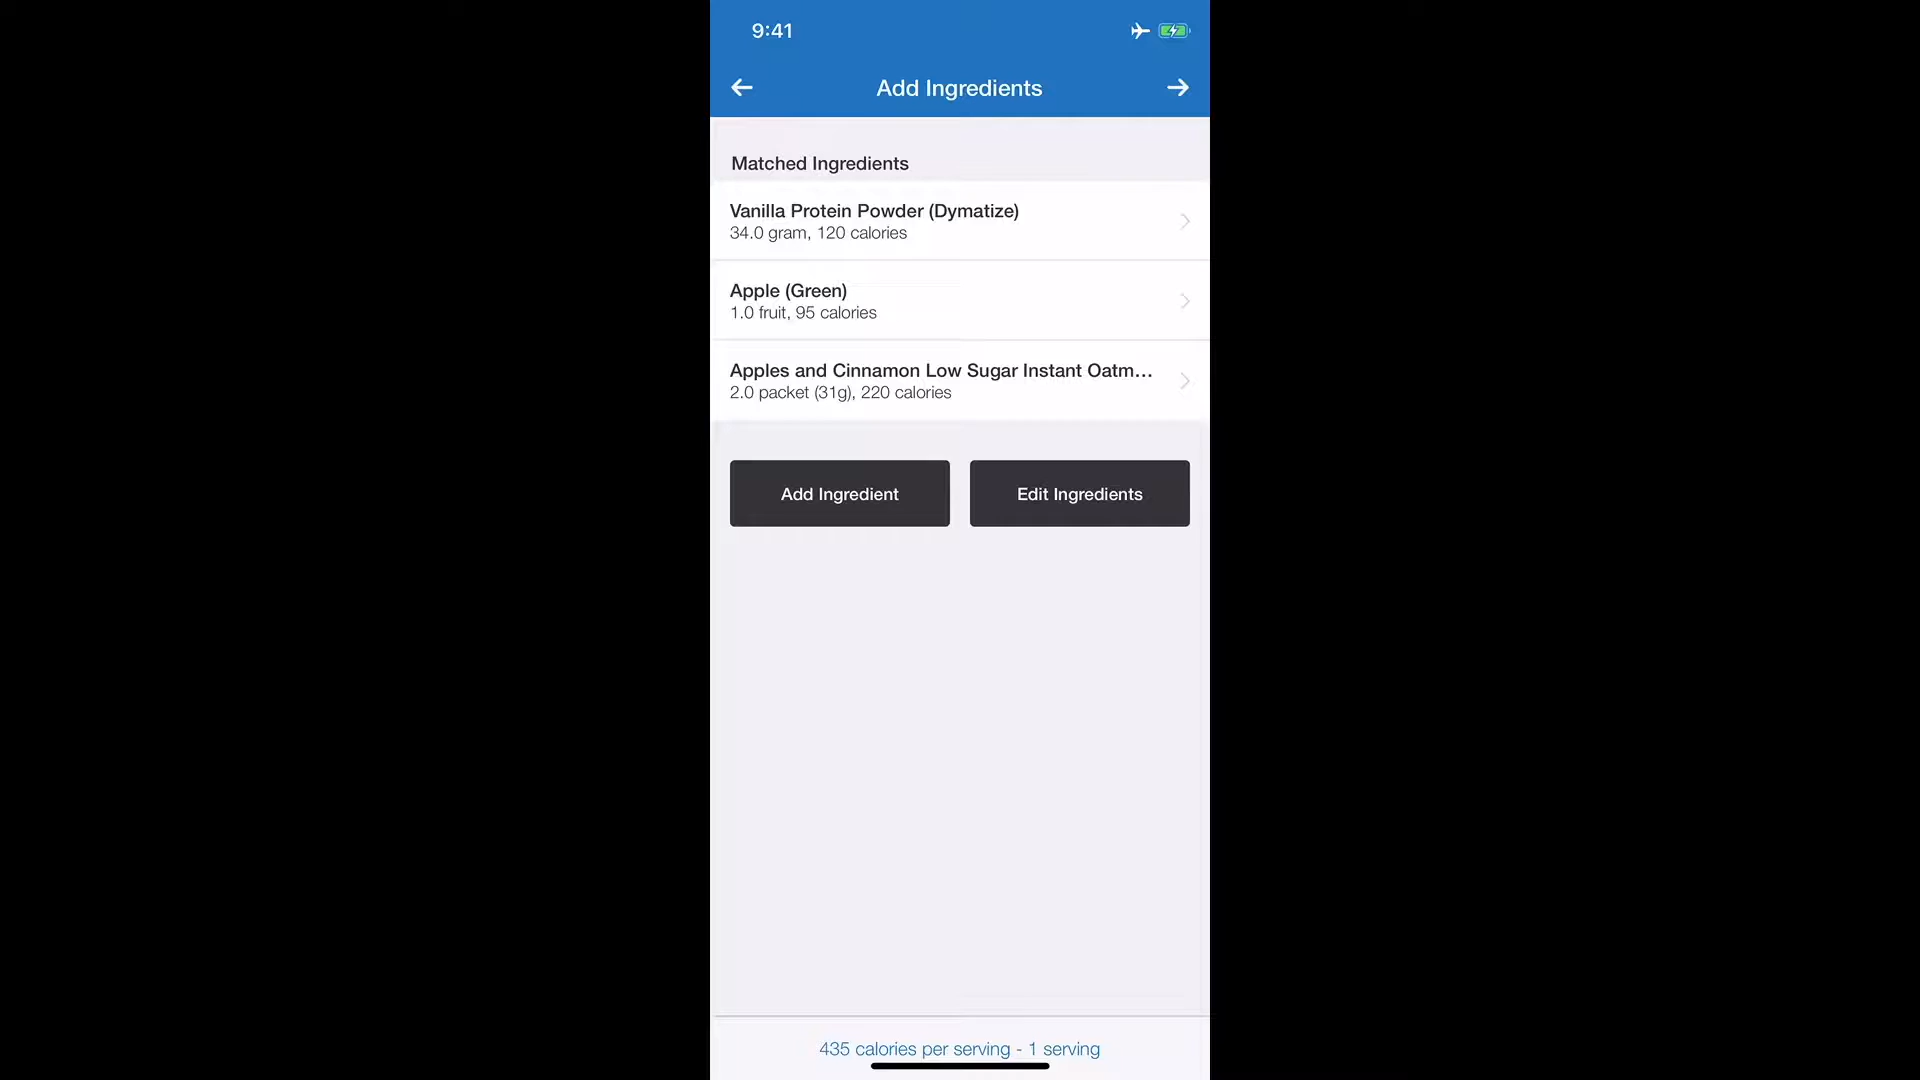 9:41
Add Ingredients
Matched Ingredients
Vanilla Protein Powder (Dymatize)
34.0 gram, 120 calories
Apple (Green)
1.0 fruit, 95 calories
Apples and Cinnamon Low Sugar Instant Oatm...
2.0 packet (31g), 220 calories
Add Ingredient
Edit Ingredients
435 calories per serving - 1 serving